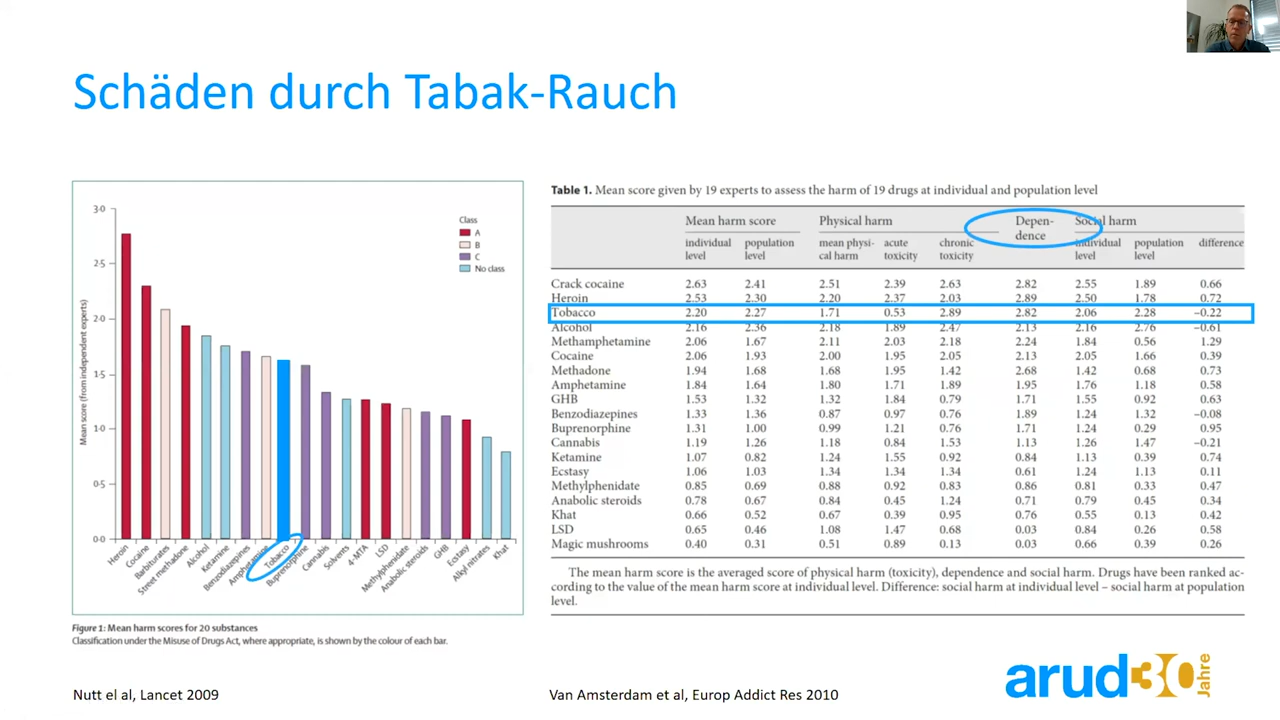 Schäden durch Tabak-Rauch
3·0
2·5
2·0
1·5
1·0
0·5
0·0
Mean score (from independent experts)
Class
A
B
C
No class
Heroin
Cocaine
Barbiturates
Street methadone
Alcohol
Ketamine
Benzodiazepines
Amphetamine
Tobacco
Buprenorphine
Cannabis
Solvents
4-MTA
LSD
Methylphenidate
Anabolic steroids
GHB
Ecstasy
Alkyl nitrates
Khat
Figure 1: Mean harm scores for 20 substances
Classification under the Misuse of Drugs Act, where appropriate, is shown by the colour of each bar.
Nutt el al, Lancet 2009
Table 1. Mean score given by 19 experts to assess the harm of 19 drugs at individual and population level
Mean harm score Physical harm Depen- Social harm
dence
individual population mean physi- acute chronic individual population difference
level level cal harm toxicity toxicity level level
Crack cocaine 2.63 2.41 2.51 2.39 2.63 2.82 2.55 1.89 0.66
Heroin 2.53 2.30 2.20 2.37 2.03 2.89 2.50 1.78 0.72
Tobacco 2.20 2.27 1.71 0.53 2.89 2.82 2.06 2.28 –0.22
Alcohol 2.16 2.36 2.18 1.89 2.47 2.13 2.16 2.76 –0.61
Methamphetamine 2.06 1.67 2.11 2.03 2.18 2.24 1.84 0.56 1.29
Cocaine 2.06 1.93 2.00 1.95 2.05 2.13 2.05 1.66 0.39
Methadone 1.94 1.68 1.68 1.95 1.42 2.68 1.42 0.68 0.73
Amphetamine 1.84 1.64 1.80 1.71 1.89 1.95 1.76 1.18 0.58
GHB 1.53 1.32 1.32 1.84 0.79 1.71 1.55 0.92 0.63
Benzodiazepines 1.33 1.36 0.87 0.97 0.76 1.89 1.24 1.32 –0.08
Buprenorphine 1.31 1.00 0.99 1.21 0.76 1.71 1.24 0.29 0.95
Cannabis 1.19 1.26 1.18 0.84 1.53 1.13 1.26 1.47 –0.21
Ketamine 1.07 0.82 1.24 1.55 0.92 0.84 1.13 0.39 0.74
Ecstasy 1.06 1.03 1.34 1.34 1.34 0.61 1.24 1.13 0.11
Methylphenidate 0.85 0.69 0.88 0.92 0.83 0.86 0.81 0.33 0.47
Anabolic steroids 0.78 0.67 0.84 0.45 1.24 0.71 0.79 0.45 0.34
Khat 0.66 0.52 0.67 0.39 0.95 0.76 0.55 0.13 0.42
LSD 0.65 0.46 1.08 1.47 0.68 0.03 0.84 0.26 0.58
Magic mushrooms 0.40 0.31 0.51 0.89 0.13 0.03 0.66 0.39 0.26
The mean harm score is the averaged score of physical harm (toxicity), dependence and social harm. Drugs have been ranked ac-
cording to the value of the mean harm score at individual level. Difference: social harm at individual level – social harm at population
level.
Van Amsterdam et al, Europ Addict Res 2010
arud30
Jahre